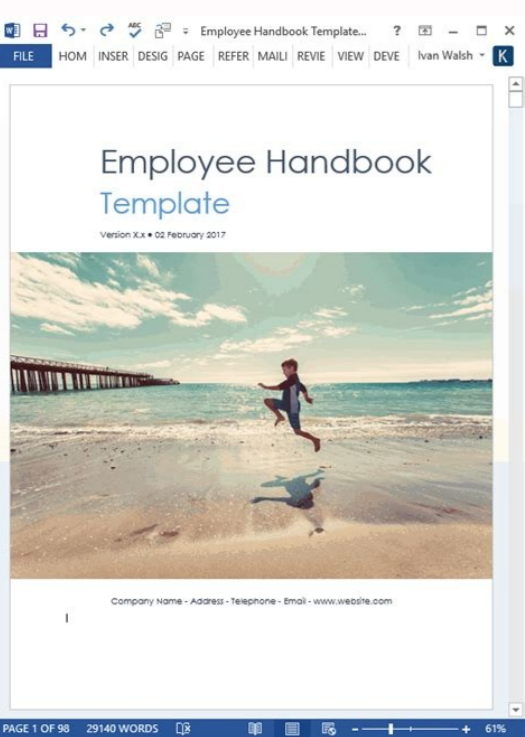 Employee Handbook Template...
?
FILE HOM INSER DESIG PAGE REFER MAILI REVIE VIEW DEVE Ivan Walsh K
Employee Handbook
Template
Version X.x • 02 February 2017
Company Name - Address - Telephone - Email - www.website.com
PAGE 1 OF 98 29140 WORDS 61%